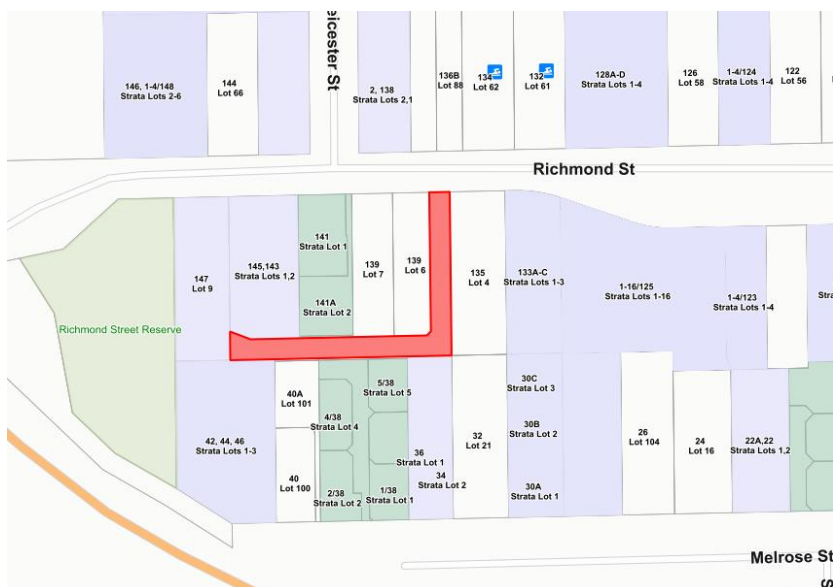 eicester St
146, 1-4/148
Strata Lots 2-6
144
Lot 66
2, 138
Strata Lots 2,1
136B
Lot 88
134
Lot 62
132
Lot 61
128A-D
Strata Lots 1-4
126
Lot 58
1-4/124
Strata Lots 1-4
122
Lot 56
Richmond St
147
Lot 9
145,143
Strata Lots 1,2
141
Strata Lot 1
141A
Strata Lot 2
139
Lot 7
139
Lot 6
135
Lot 4
133A-C
Strata Lots 1-3
1-16/125
Strata Lots 1-16
1-4/123
Strata Lots 1-4
Stra
Richmond Street Reserve
42, 44, 46
Strata Lots 1-3
40A
Lot 101
40
Lot 100
4/38
Strata Lot 4
5/38
Strata Lot 5
2/38
Strata Lot 2
1/38
Strata Lot 1
36
Strata Lot 1
34
Strata Lot 2
32
Lot 21
30C
Strata Lot 3
30B
Strata Lot 2
30A
Strata Lot 1
26
Lot 104
24
Lot 16
22A,22
Strata Lots 1,2
Melrose St